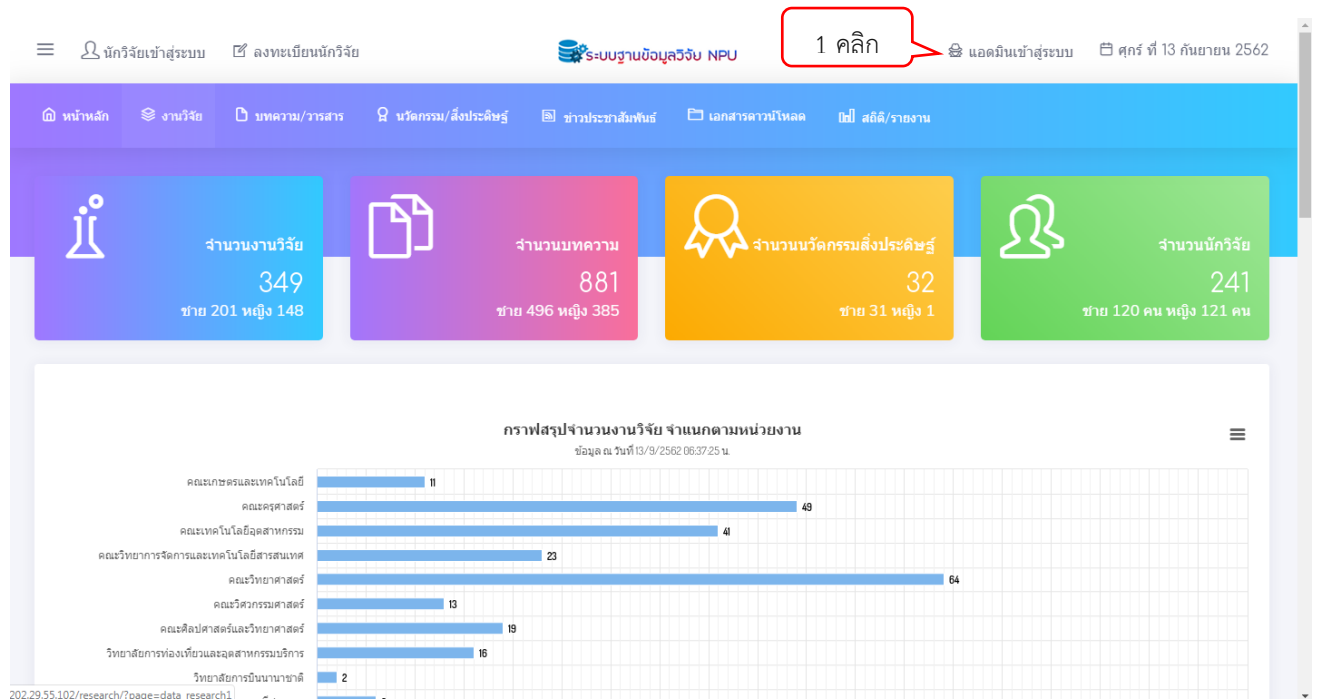 1 คลิก
นักวิจัยเข้าสู่ระบบ ลงทะเบียนนักวิจัย ระบบฐานข้อมูลวิจัย NPU แอดมินเข้าสู่ระบบ ศุกร์ ที่ 13 กันยายน 2562
หน้าหลัก งานวิจัย บทความ/วารสาร นวัตกรรม/สิ่งประดิษฐ์ ข่าวประชาสัมพันธ์ เอกสารดาวน์โหลด สถิติ/รายงาน
จำนวนงานวิจัย
349
ชาย 201 หญิง 148
จำนวนบทความ
881
ชาย 496 หญิง 385
จำนวนนวัตกรรมสิ่งประดิษฐ์
32
ชาย 31 หญิง 1
จำนวนนักวิจัย
241
ชาย 120 คน หญิง 121 คน
กราฟสรุปจำนวนงานวิจัย จำแนกตามหน่วยงาน
ข้อมูล ณ วันที่ 13/9/2562 06:37:25 น.
คณะเกษตรและเทคโนโลยี 11
คณะครุศาสตร์ 49
คณะเทคโนโลยีอุตสาหกรรม 41
คณะวิทยาการจัดการและเทคโนโลยีสารสนเทศ 23
คณะวิทยาศาสตร์ 64
คณะวิศวกรรมศาสตร์ 13
คณะศิลปศาสตร์และวิทยาศาสตร์ 19
วิทยาลัยการท่องเที่ยวและอุตสาหกรรมบริการ 16
วิทยาลัยการบินนานาชาติ 2
202.29.55.102/research/?page=data_research1